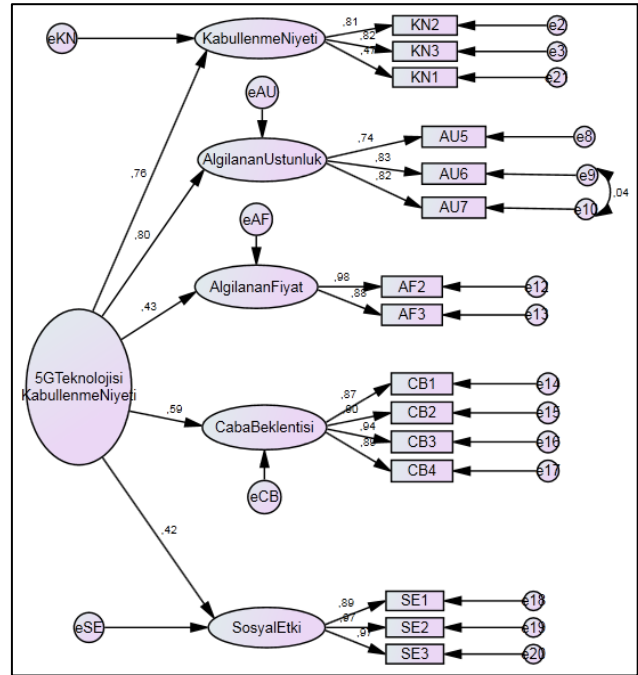 eKN
KabullenmeNiyeti
,81
KN2
e2
,82
KN3
e3
,47
KN1
e21
eAU
,76
AlgilananUstunluk
,74
AU5
e8
,83
AU6
e9
,82
AU7
e10
,04
,80
eAF
AlgilananFiyat
,98
AF2
e12
,88
AF3
e13
,43
5GTeknolojisi
KabullenmeNiyeti
,59
CabaBeklentisi
,87
CB1
e14
,90
CB2
e15
,94
CB3
e16
,89
CB4
e17
eCB
,42
eSE
SosyalEtki
,89
SE1
e18
,97
SE2
e19
,97
SE3
e20